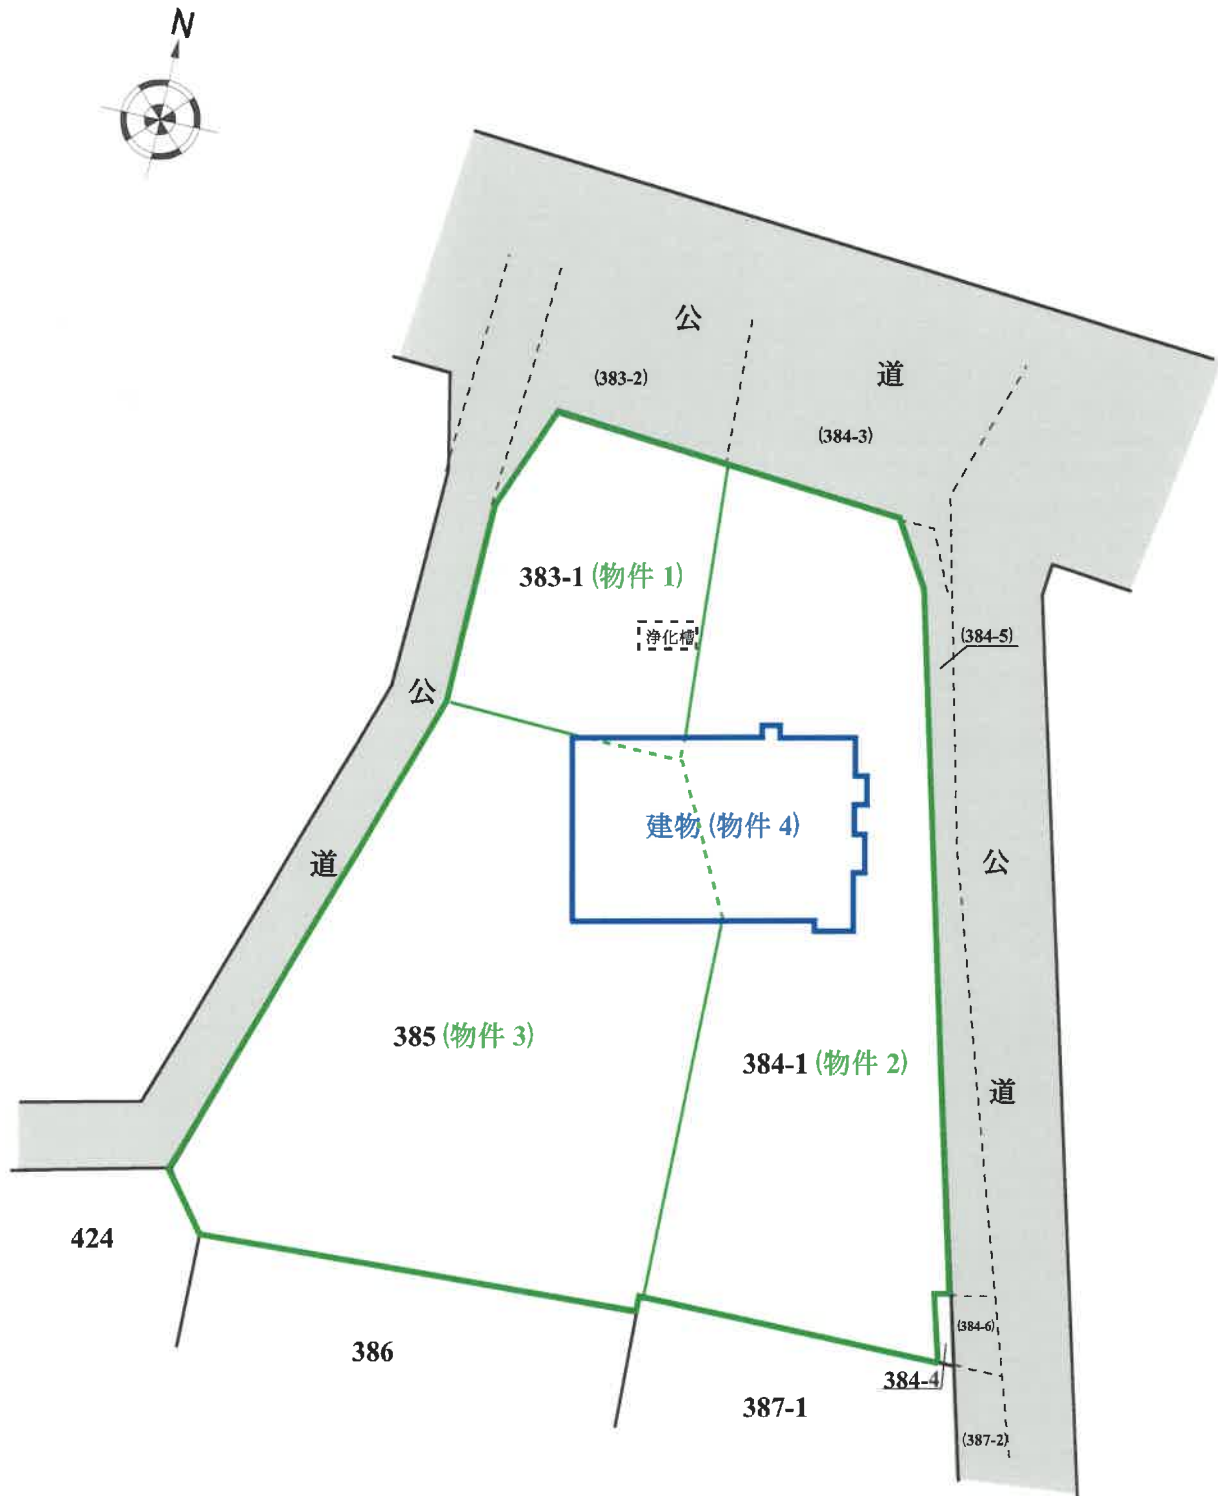 N
公
道
(383-2)
(384-3)
383-1 (物件 1)
浄化槽
(384-5)
公
道
建物 (物件 4)
公
道
385 (物件 3)
384-1 (物件 2)
424
386
(384-6)
384-4
387-1
(387-2)